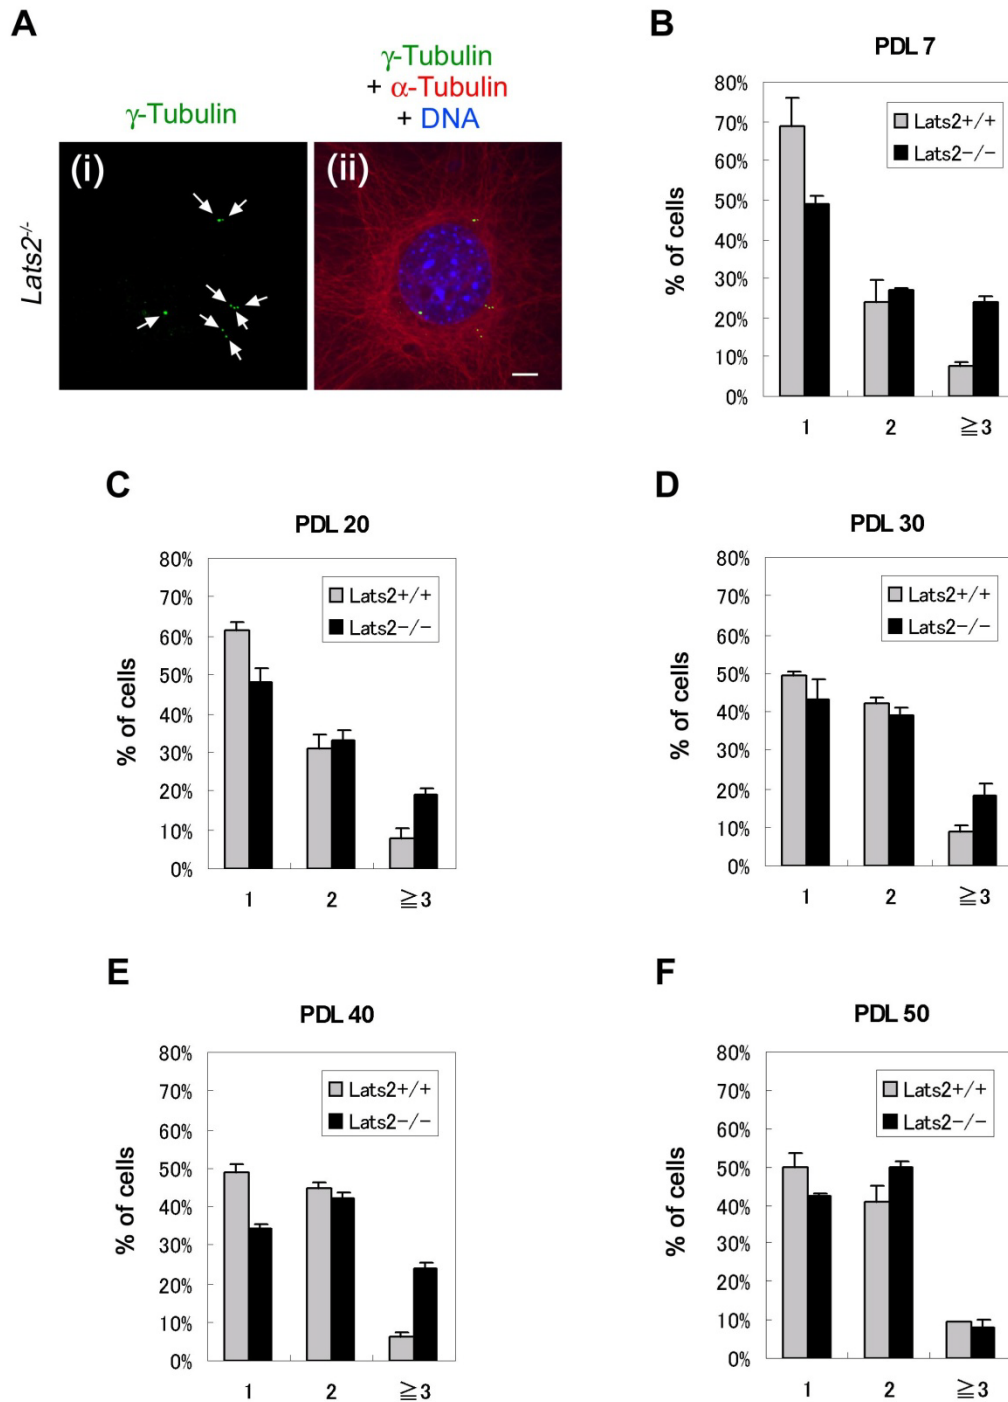 A
γ-Tubulin
γ-Tubulin
+ α-Tubulin
+ DNA
Lats2-/-
(i)
(ii)
B
PDL 7
% of cells
80%
70%
60%
50%
40%
30%
20%
10%
0%
Lats2+/+
Lats2-/-
1 2 ≧3
C
PDL 20
% of cells
80%
70%
60%
50%
40%
30%
20%
10%
0%
Lats2+/+
Lats2-/-
1 2 ≧3
D
PDL 30
% of cells
80%
70%
60%
50%
40%
30%
20%
10%
0%
Lats2+/+
Lats2-/-
1 2 ≧3
E
PDL 40
% of cells
80%
70%
60%
50%
40%
30%
20%
10%
0%
Lats2+/+
Lats2-/-
1 2 ≧3
F
PDL 50
% of cells
80%
70%
60%
50%
40%
30%
20%
10%
0%
Lats2+/+
Lats2-/-
1 2 ≧3